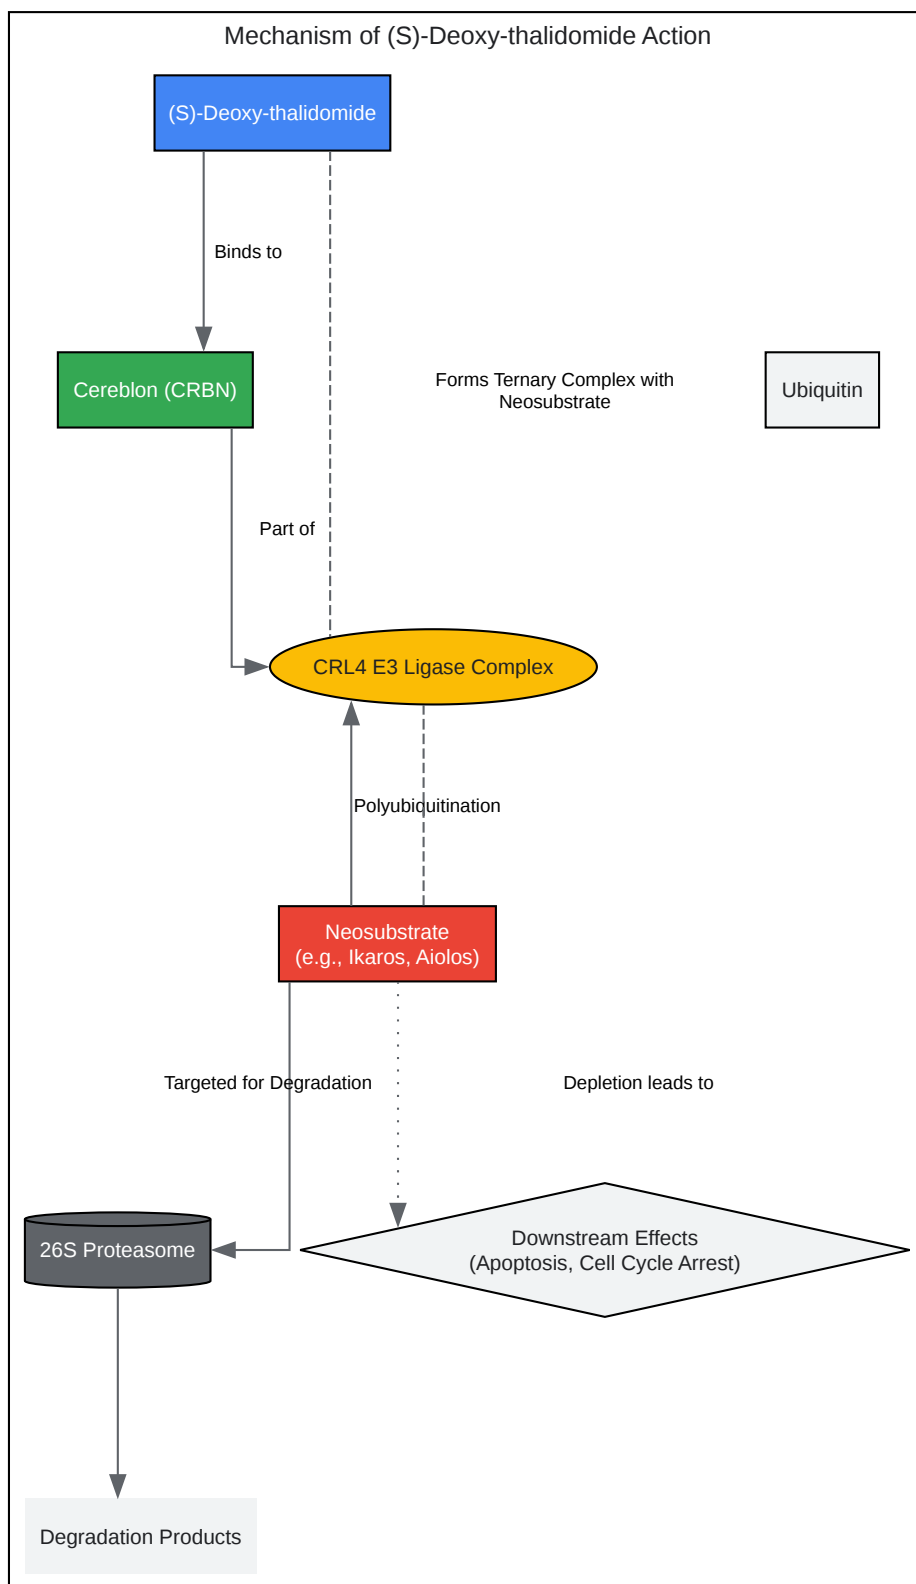 Mechanism of (S)-Deoxy-thalidomide Action
(S)-Deoxy-thalidomide
Binds to
Cereblon (CRBN)
Forms Ternary Complex with
Neosubstrate
Ubiquitin
Part of
CRL4 E3 Ligase Complex
Polyubiquitination
Neosubstrate
(e.g., Ikaros, Aiolos)
Targeted for Degradation
Depletion leads to
26S Proteasome
Downstream Effects
(Apoptosis, Cell Cycle Arrest)
Degradation Products